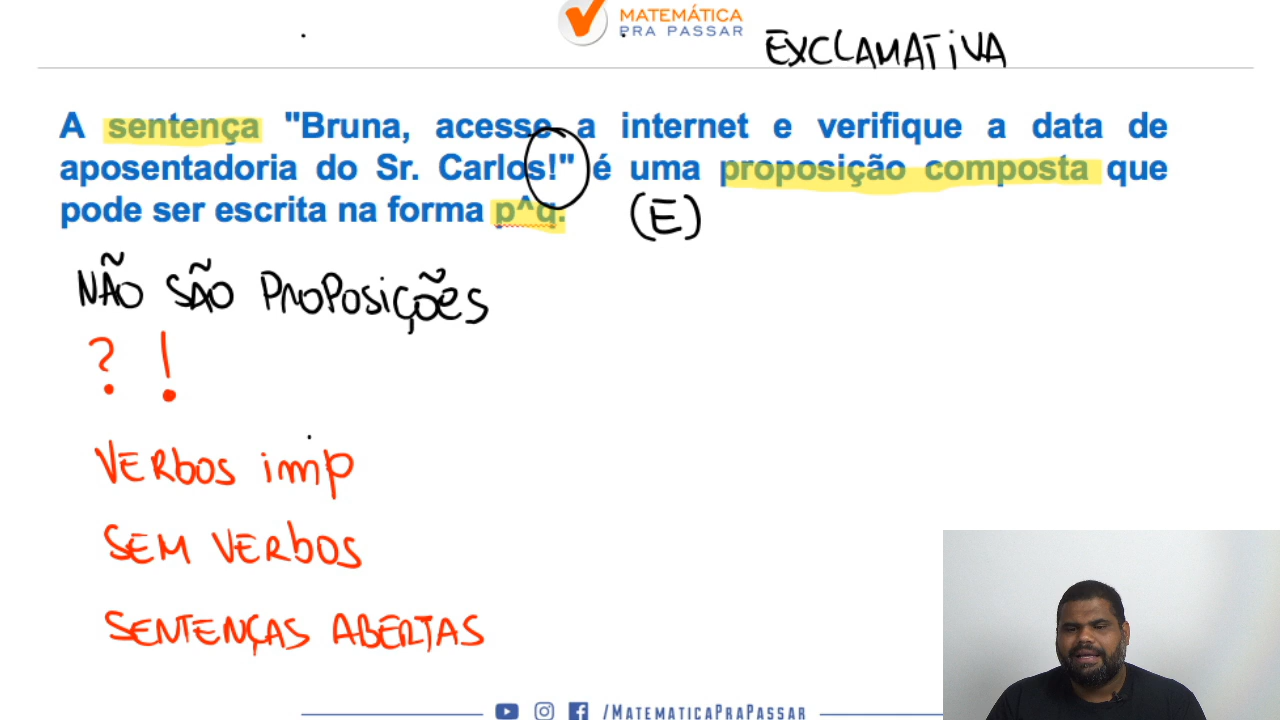 MATEMÁTICA
PRA PASSAR
EXCLAMATIVA
A sentença "Bruna, acesse a internet e verifique a data de
aposentadoria do Sr. Carlos!" é uma proposição composta que
pode ser escrita na forma p^q. (E)
NÃO SÃO PROPOSIÇÕES
? !
VERbOS imp
SEM VERbOS
SENTENÇAS ABERTAS
/MATEMATICAPRAPASSAR